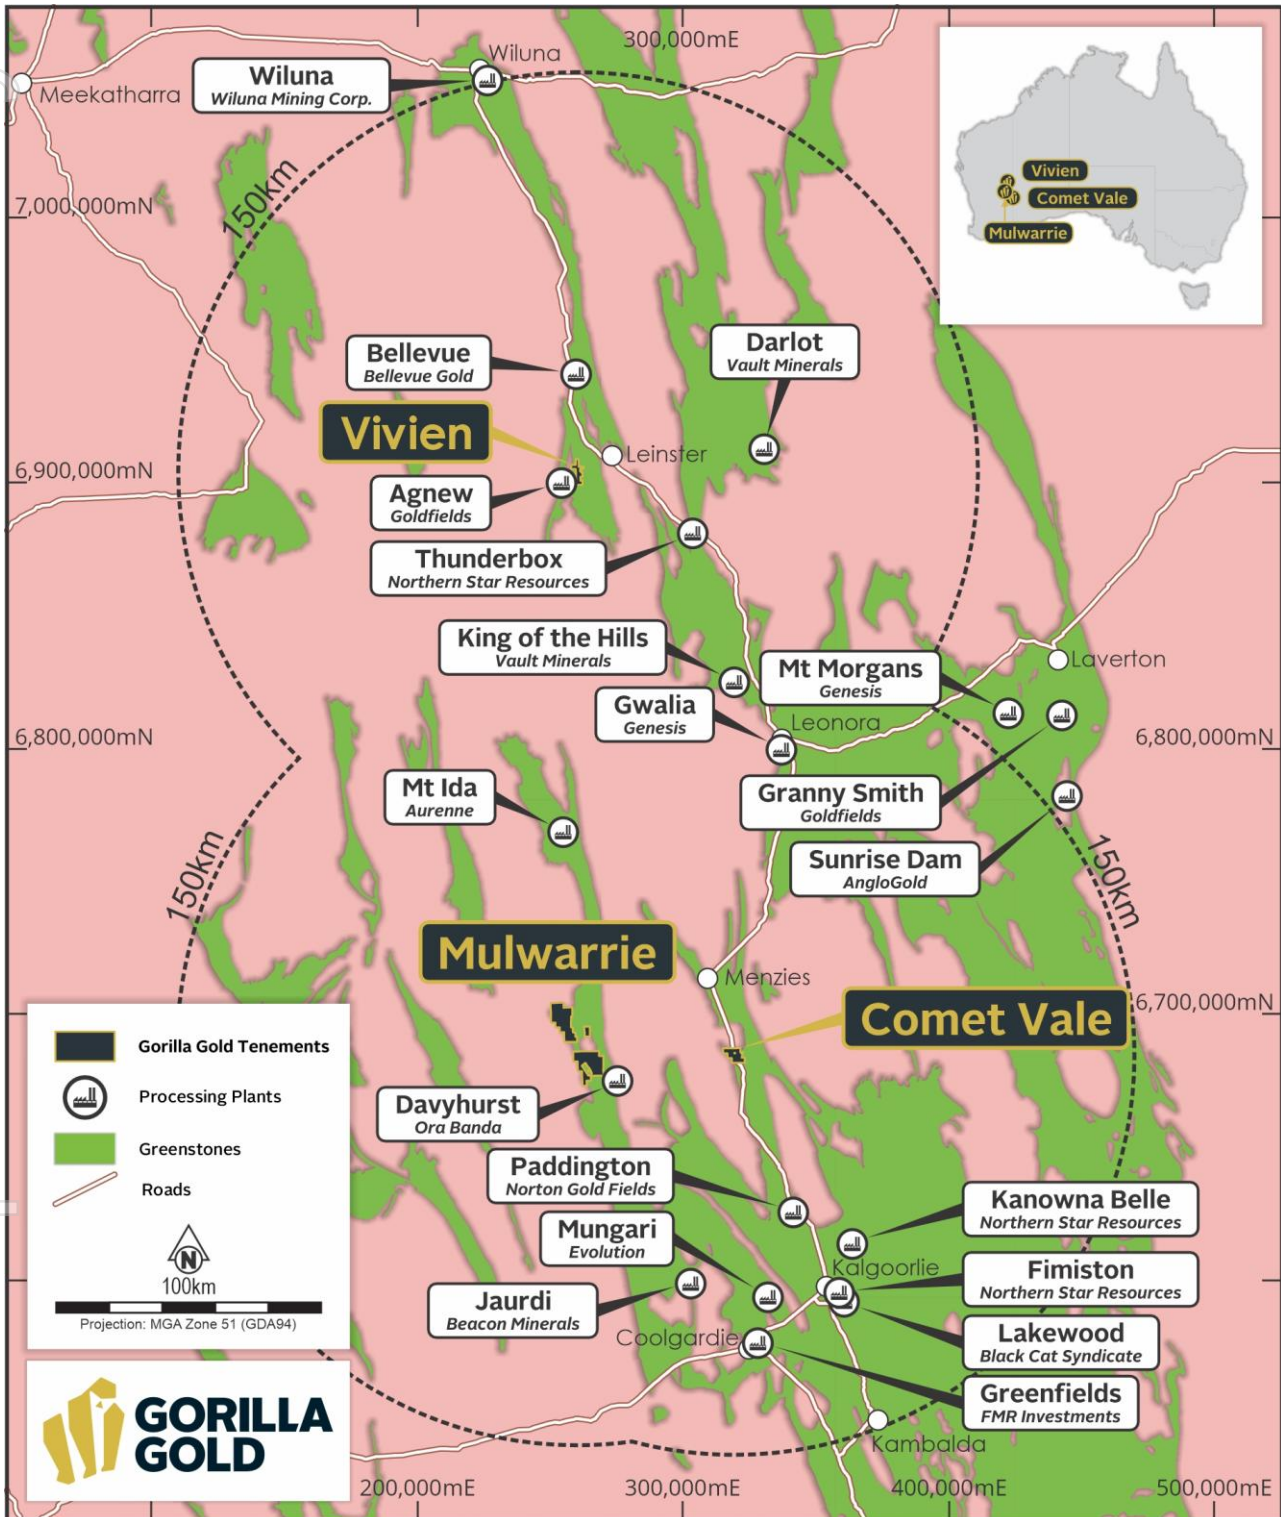 Wiluna
300,000mE
Wiluna
Wiluna Mining Corp.
Meekatharra
Vivien
Comet Vale
Mulwarrie
150km
7,000,000mN
Bellevue
Bellevue Gold
Darlot
Vault Minerals
Vivien
Leinster
6,900,000mN
Agnew
Goldfields
Thunderbox
Northern Star Resources
King of the Hills
Vault Minerals
Mt Morgans
Genesis
Laverton
Gwalia
Genesis
Leonora
6,800,000mN
6,800,000mN
Mt Ida
Aurenne
Granny Smith
Goldfields
Sunrise Dam
AngloGold
150km
150km
Mulwarrie
Menzies
6,700,000mN
Comet Vale
Gorilla Gold Tenements
Processing Plants
Greenstones
Roads
N
100km
Projection: MGA Zone 51 (GDA94)
Davyhurst
Ora Banda
Paddington
Norton Gold Fields
Kanowna Belle
Northern Star Resources
Mungari
Evolution
Kalgoorlie
Fimiston
Northern Star Resources
Jaurdi
Beacon Minerals
Coolgardie
Lakewood
Black Cat Syndicate
Greenfields
FMR Investments
Kambalda
GORILLA
GOLD
200,000mE
300,000mE
400,000mE
500,000mE